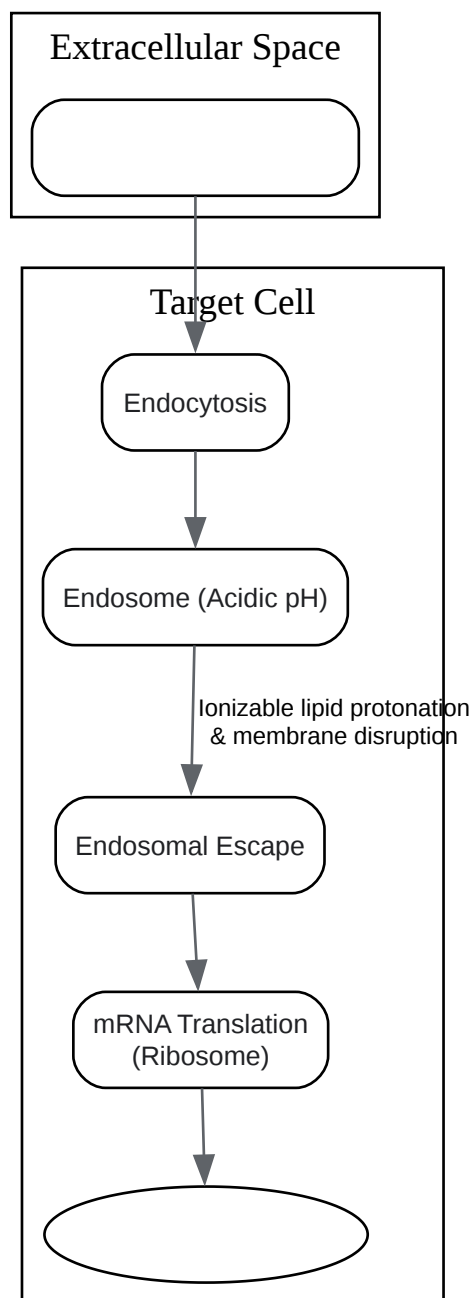 Extracellular Space
Target Cell
Endocytosis
Endosome (Acidic pH)
Ionizable lipid protonation
& membrane disruption
Endosomal Escape
mRNA Translation
(Ribosome)